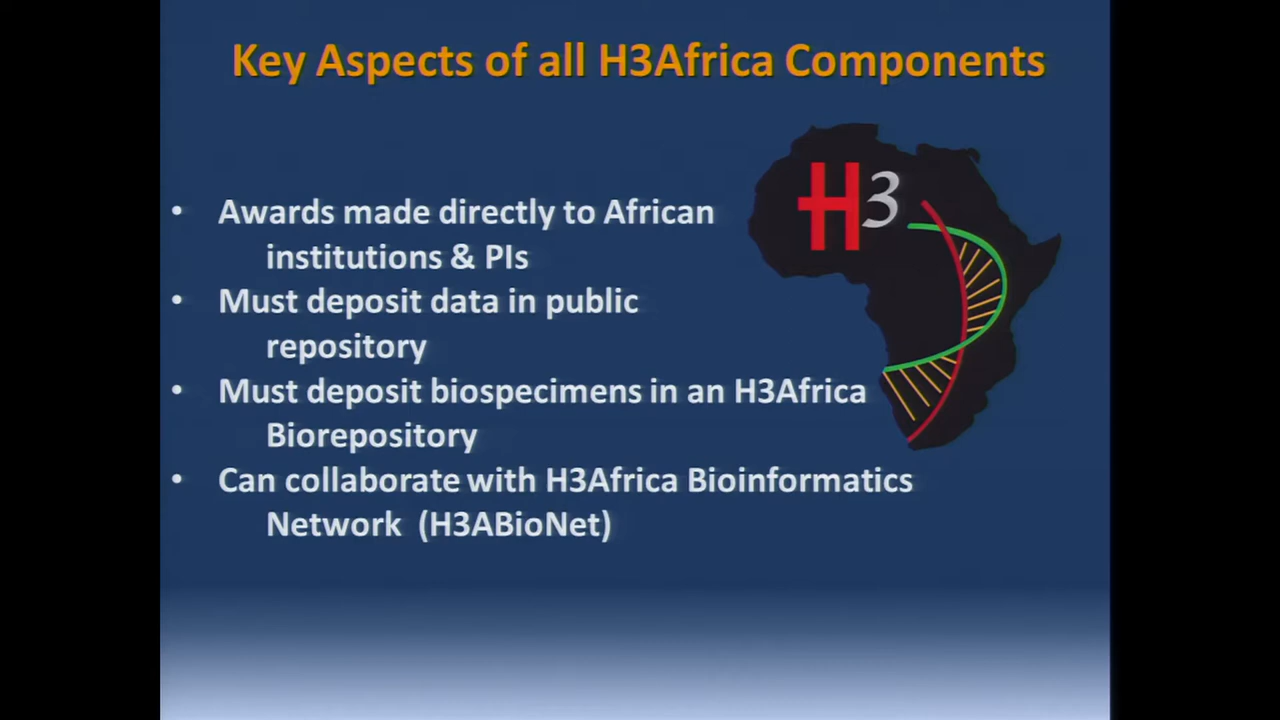 Key Aspects of all H3Africa Components
H3
• Awards made directly to African
institutions & PIs
• Must deposit data in public
repository
• Must deposit biospecimens in an H3Africa
Biorepository
• Can collaborate with H3Africa Bioinformatics
Network (H3ABioNet)